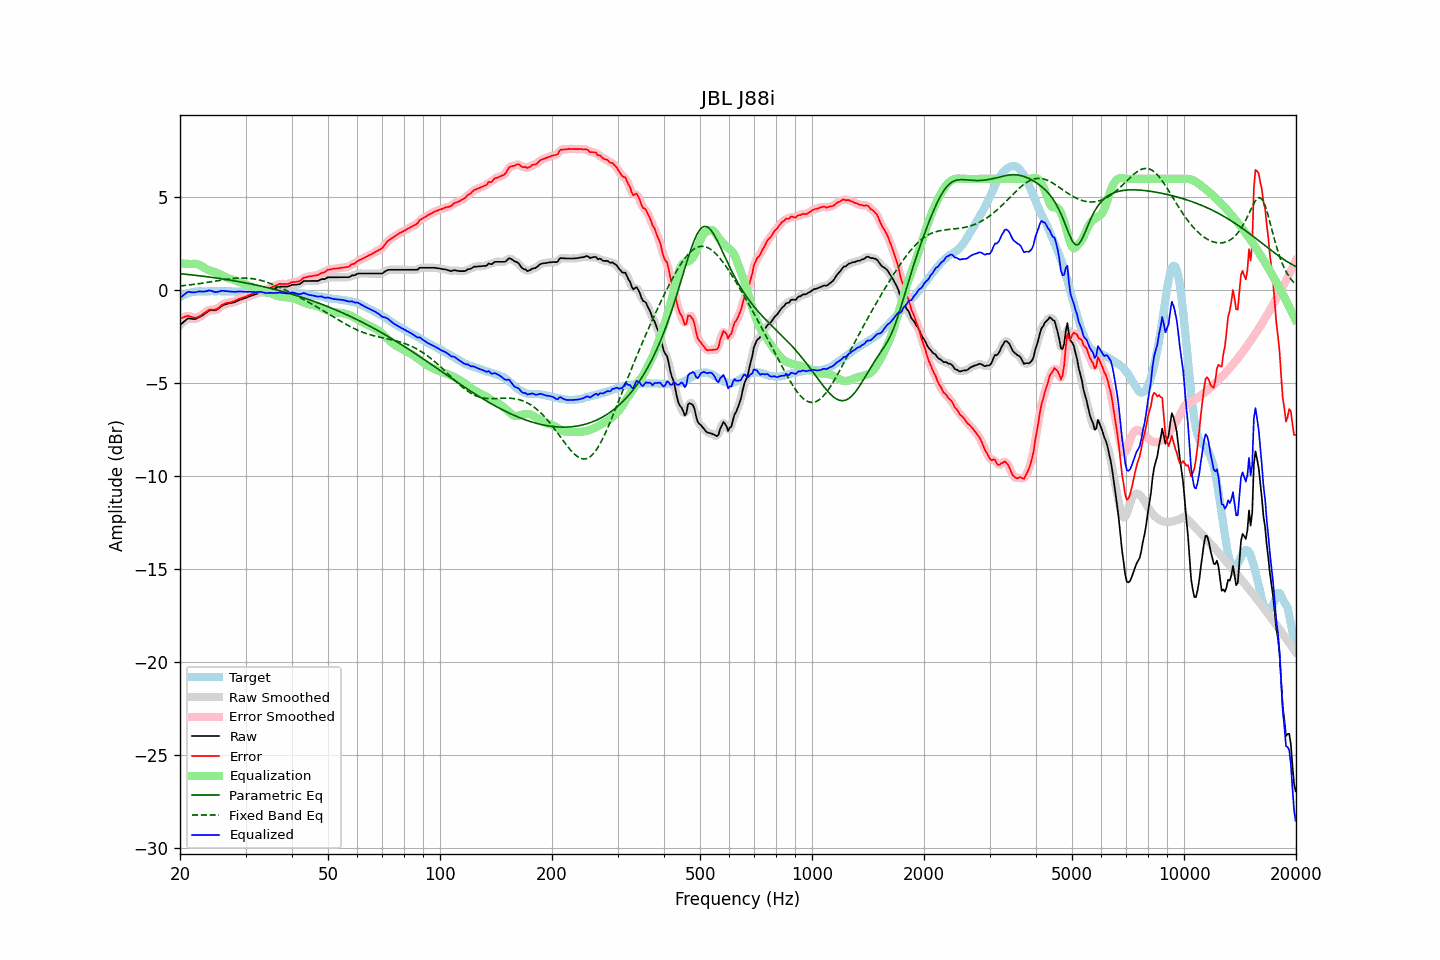 JBL J88i
Amplitude (dBr)
5
0
−5
−10
−15
−20
−25
−30
Target
Raw Smoothed
Error Smoothed
Raw
Error
Equalization
Parametric Eq
Fixed Band Eq
Equalized
20 50 100 200 500 1000 2000 5000 10000 20000
Frequency (Hz)